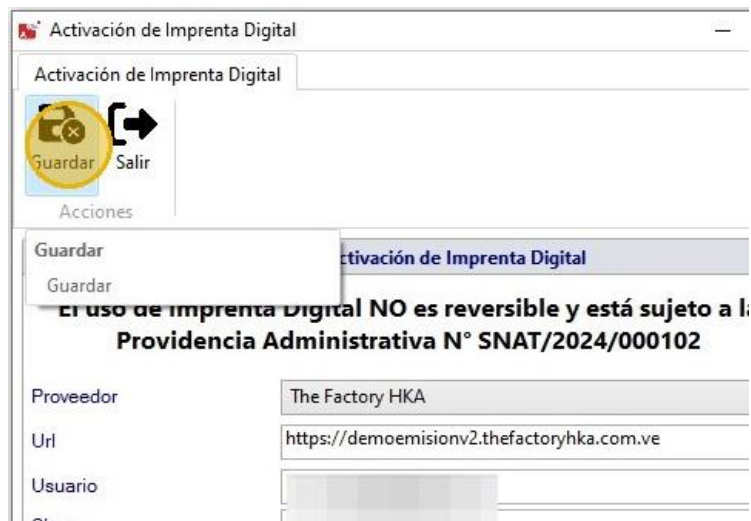 Activación de Imprenta Digital
Activación de Imprenta Digital
Guardar Salir
Acciones
Guardar
Guardar
Activación de Imprenta Digital
El uso de Imprenta Digital NO es reversible y está sujeto a la
Providencia Administrativa N° SNAT/2024/000102
Proveedor The Factory HKA
Url https://demoemisionv2.thefactoryhka.com.ve
Usuario